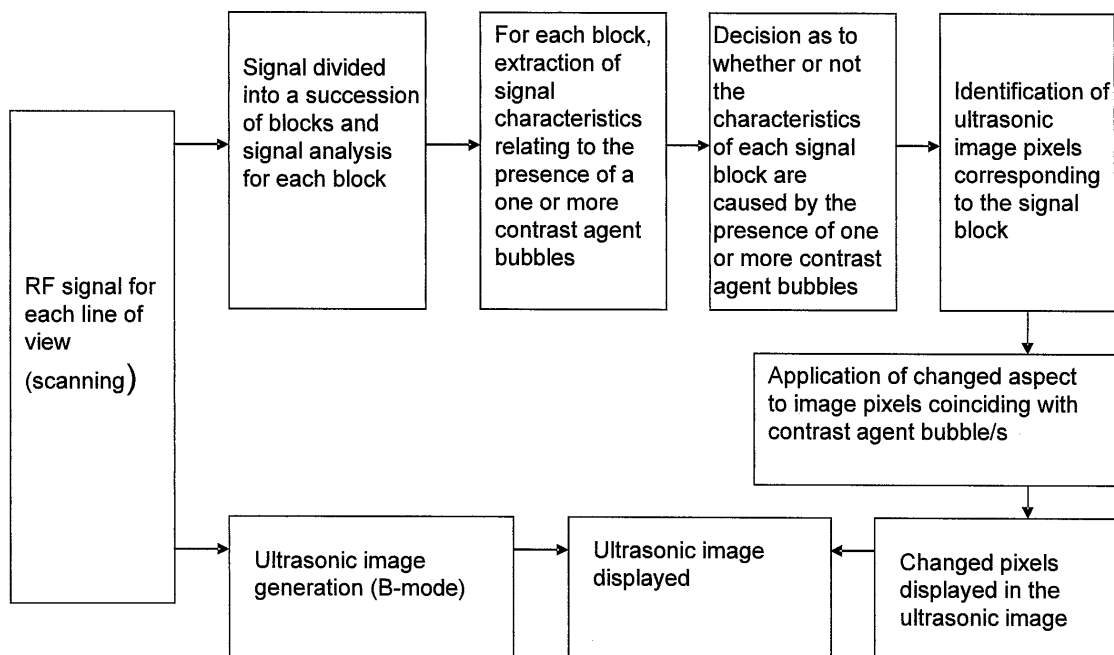 RF signal for
each line of
view
(scanning)
Signal divided
into a succession
of blocks and
signal analysis
for each block
For each block,
extraction of
signal
characteristics
relating to the
presence of a
one or more
contrast agent
bubbles
Decision as to
whether or not
the
characteristics
of each signal
block are
caused by the
presence of one
or more contrast
agent bubbles
Identification of
ultrasonic
image pixels
corresponding
to the signal
block
Application of changed aspect
to image pixels coinciding with
contrast agent bubble/s
Ultrasonic image
generation (B-mode)
Ultrasonic image
displayed
Changed pixels
displayed in the
ultrasonic image